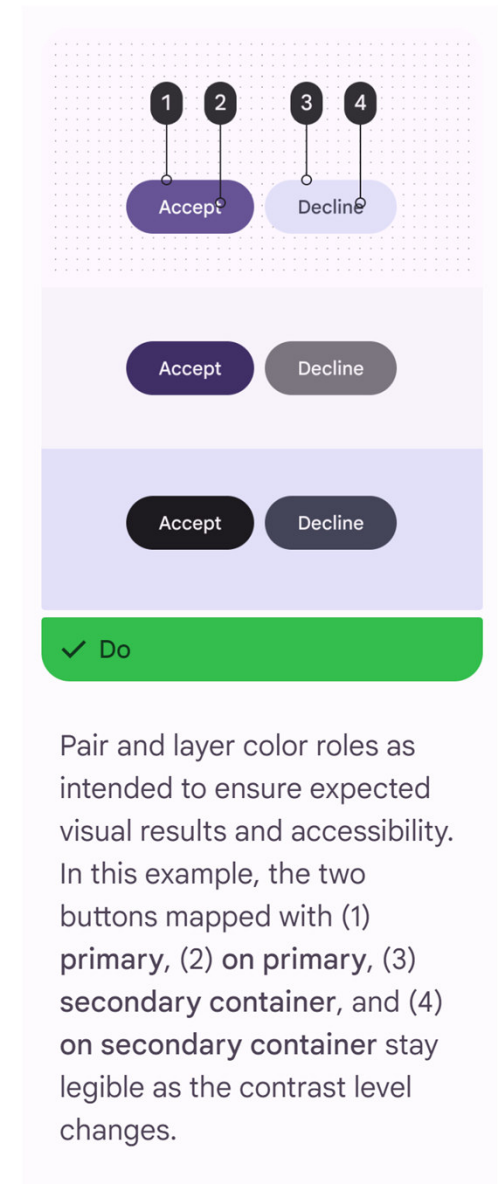 1 2 3 4
Accept Decline
Accept Decline
Accept Decline
Do
Pair and layer color roles as
intended to ensure expected
visual results and accessibility.
In this example, the two
buttons mapped with (1)
primary, (2) on primary, (3)
secondary container, and (4)
on secondary container stay
legible as the contrast level
changes.